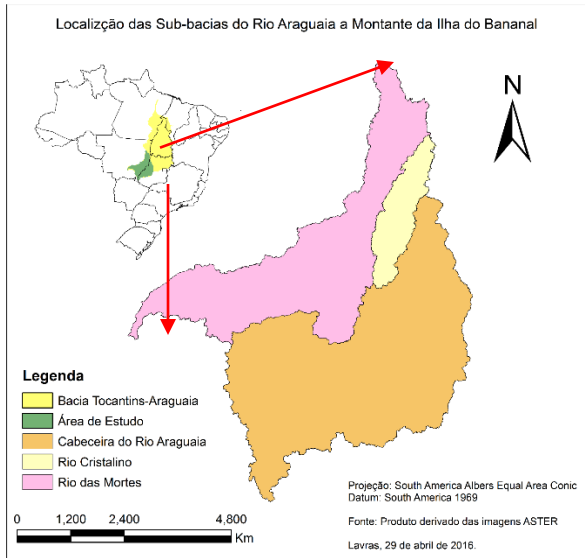 Localizção das Sub-bacias do Rio Araguaia a Montante da Ilha do Bananal
N
Legenda
Bacia Tocantins-Araguaia
Área de Estudo
Cabeceira do Rio Araguaia
Rio Cristalino
Rio das Mortes
0 1,200 2,400 4,800
Km
Projeção: South America Albers Equal Area Conic
Datum: South America 1969
Fonte: Produto derivado das imagens ASTER
Lavras, 29 de abril de 2016.